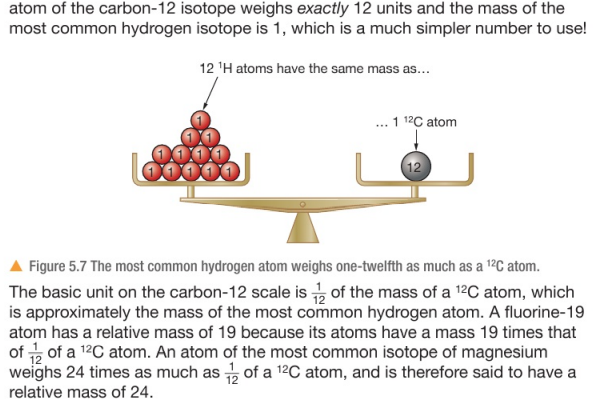 atom of the carbon-12 isotope weighs exactly 12 units and the mass of the
most common hydrogen isotope is 1, which is a much simpler number to use!
12 ¹H atoms have the same mass as…
… 1 ¹²C atom
1
1 1
1 1 1 1
1 1 1 1 1
12
▲ Figure 5.7 The most common hydrogen atom weighs one-twelfth as much as a ¹²C atom.
The basic unit on the carbon-12 scale is 1/12 of the mass of a ¹²C atom, which
is approximately the mass of the most common hydrogen atom. A fluorine-19
atom has a relative mass of 19 because its atoms have a mass 19 times that
of 1/12 of a ¹²C atom. An atom of the most common isotope of magnesium
weighs 24 times as much as 1/12 of a ¹²C atom, and is therefore said to have a
relative mass of 24.